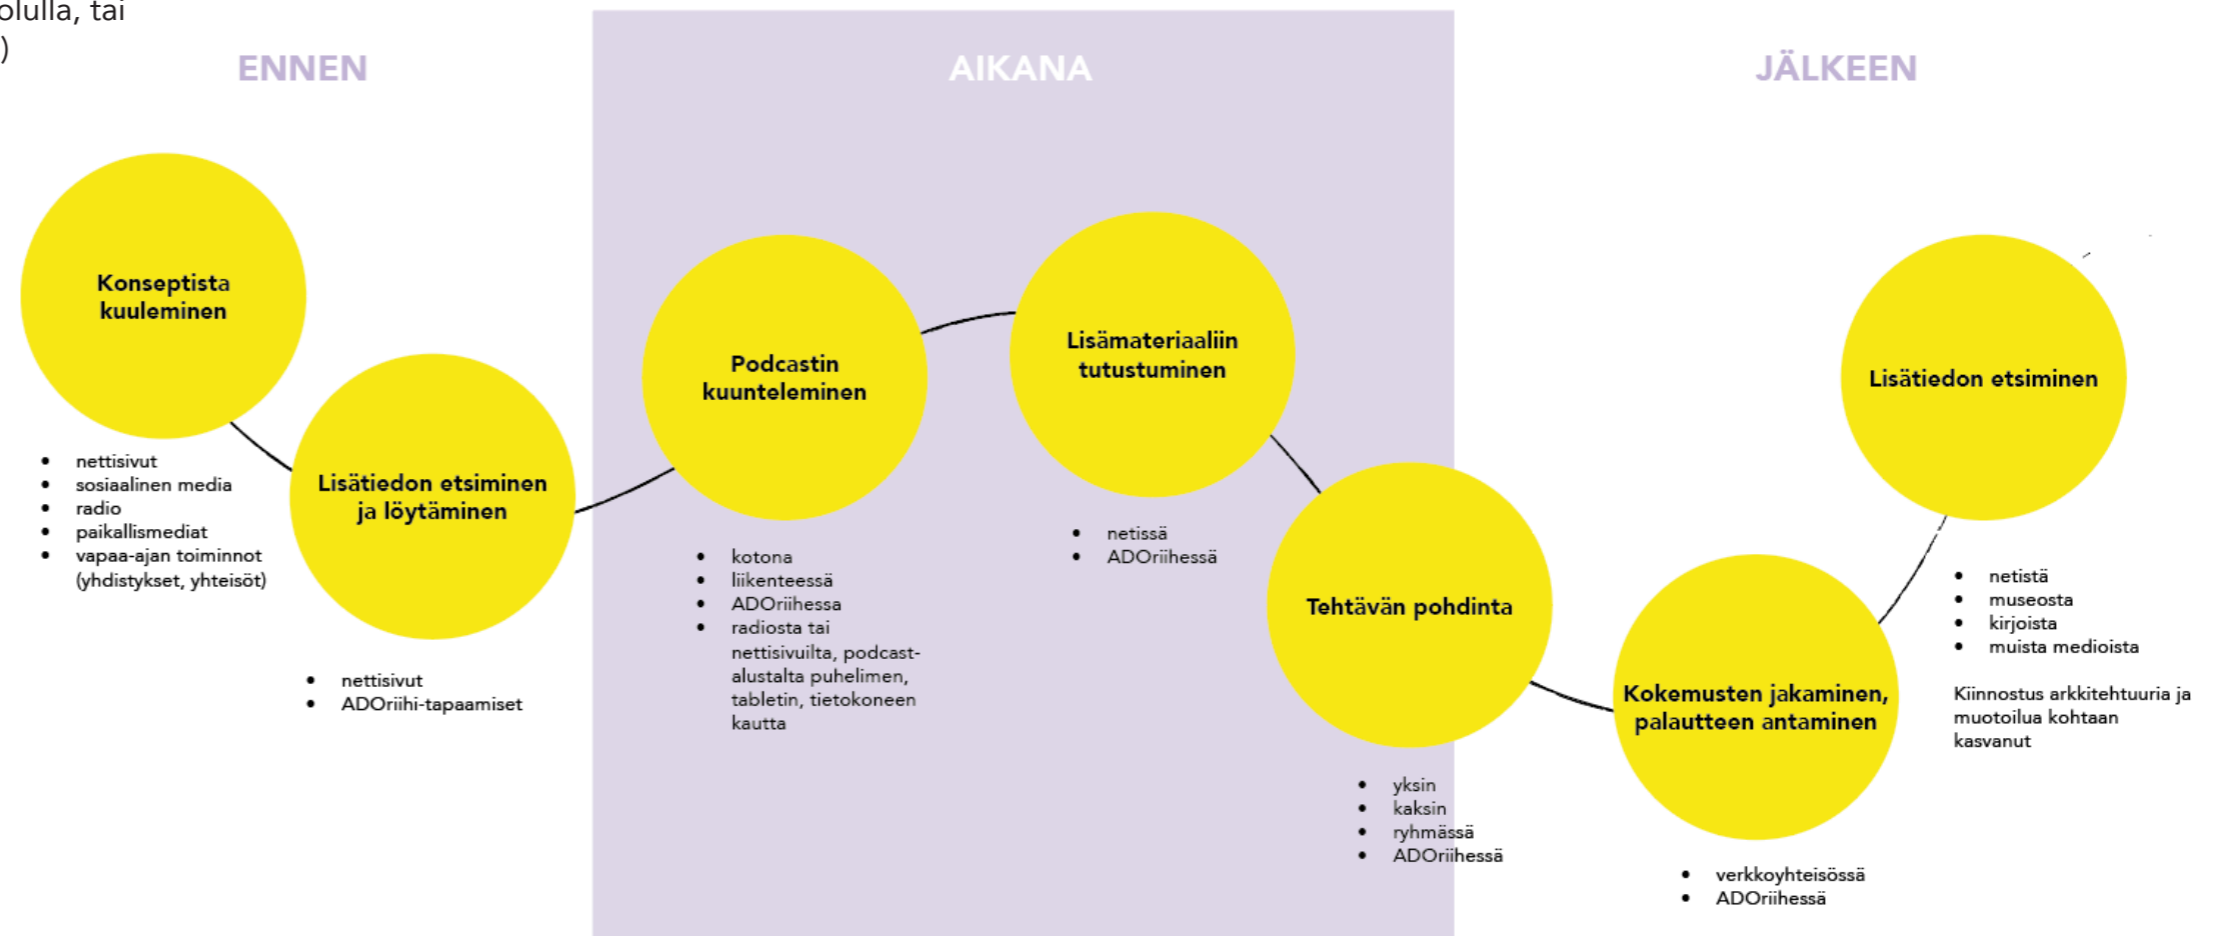 olulla, tai
)
ENNEN
AIKANA
JÄLKEEN
Konseptista
kuuleminen
• nettisivut
• sosiaalinen media
• radio
• paikallismediat
• vapaa-ajan toiminnot
(yhdistykset, yhteisöt)
Lisätiedon etsiminen
ja löytäminen
• nettisivut
• ADOriihi-tapaamiset
Podcastin
kuunteleminen
• kotona
• liikenteessä
• ADOriihessa
• radiosta tai
nettisivuilta, podcast-
alustalta puhelimen,
tabletin, tietokoneen
kautta
Lisämateriaaliin
tutustuminen
• netissä
• ADOriihessä
Tehtävän pohdinta
• yksin
• kaksin
• ryhmässä
• ADOriihessä
Kokemusten jakaminen,
palautteen antaminen
• verkkoyhteisössä
• ADOriihessä
Lisätiedon etsiminen
• netistä
• museosta
• kirjoista
• muista medioista
Kiinnostus arkkitehtuuria ja
muotoilua kohtaan
kasvanut